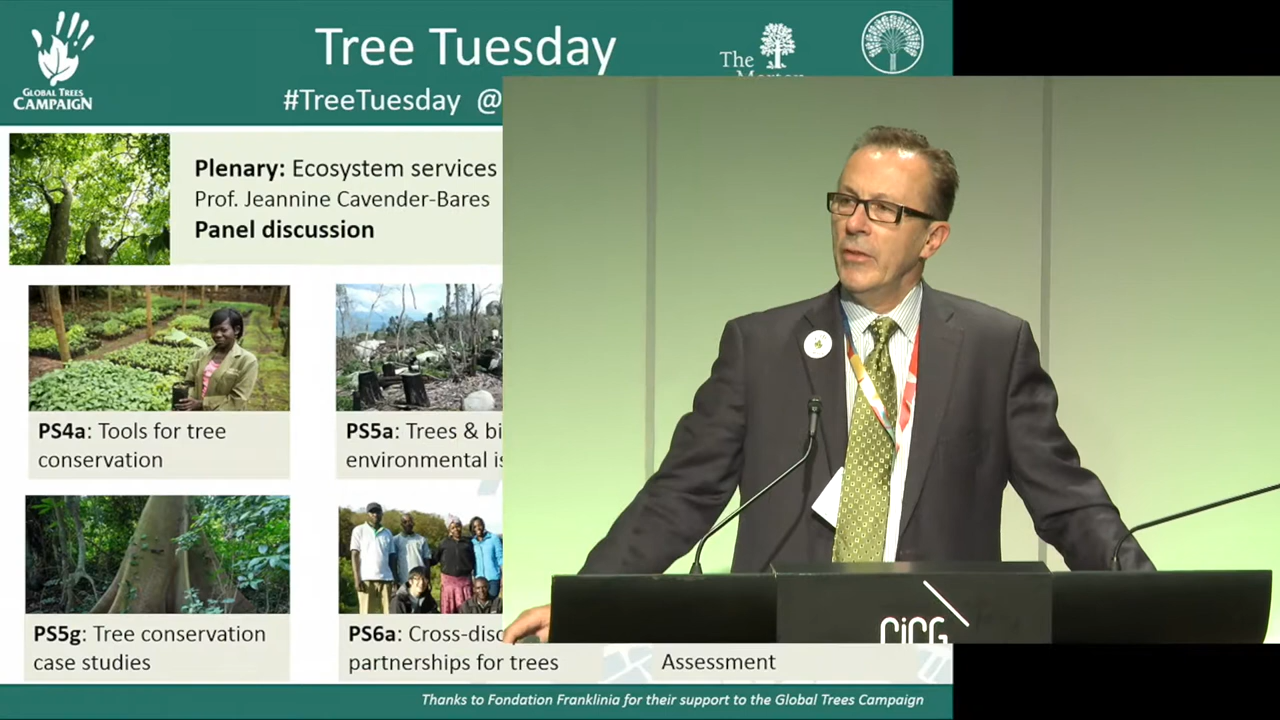 GLOBAL TREES
CAMPAIGN
Tree Tuesday
#TreeTuesday @
The
Plenary: Ecosystem services
Prof. Jeannine Cavender-Bares
Panel discussion
PS4a: Tools for tree
conservation
PS5a: Trees & bi
environmental is
PS5g: Tree conservation
case studies
PS6a: Cross-disc
partnerships for trees
Assessment
CiCG
Thanks to Fondation Franklinia for their support to the Global Trees Campaign